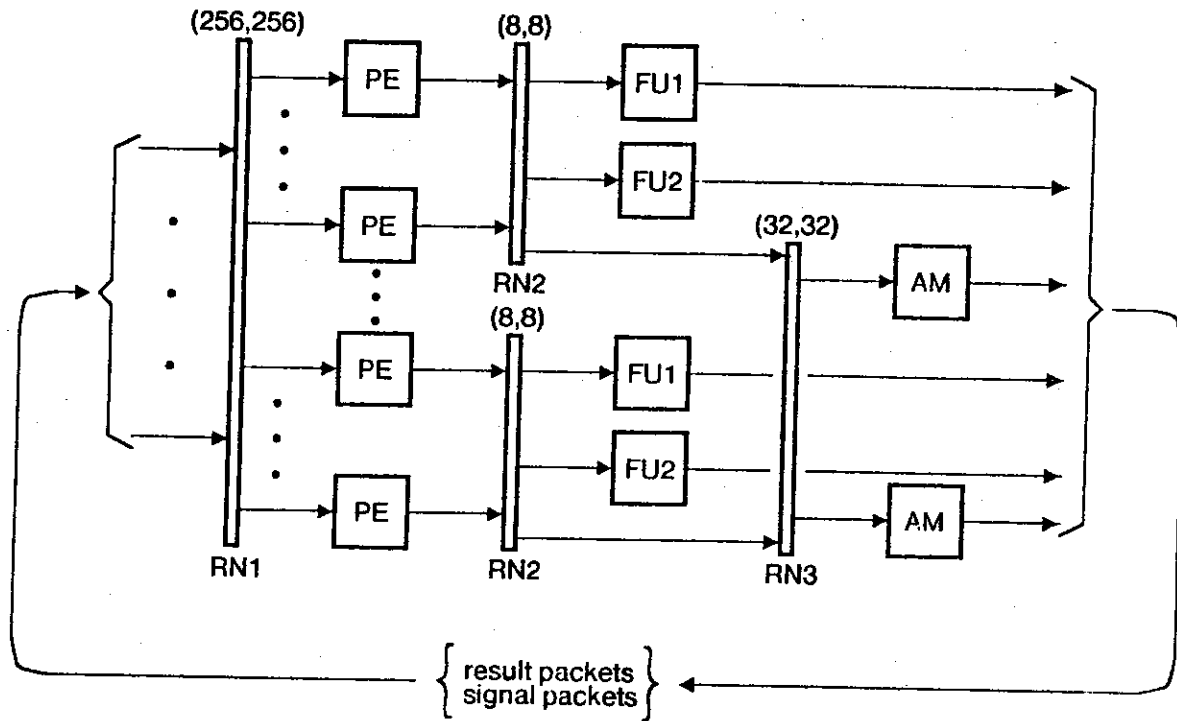 (256,256)
(8,8)
PE
FU1
PE
FU2
RN2
(32,32)
AM
(8,8)
PE
FU1
PE
FU2
AM
RN1
RN2
RN3
result packets
signal packets